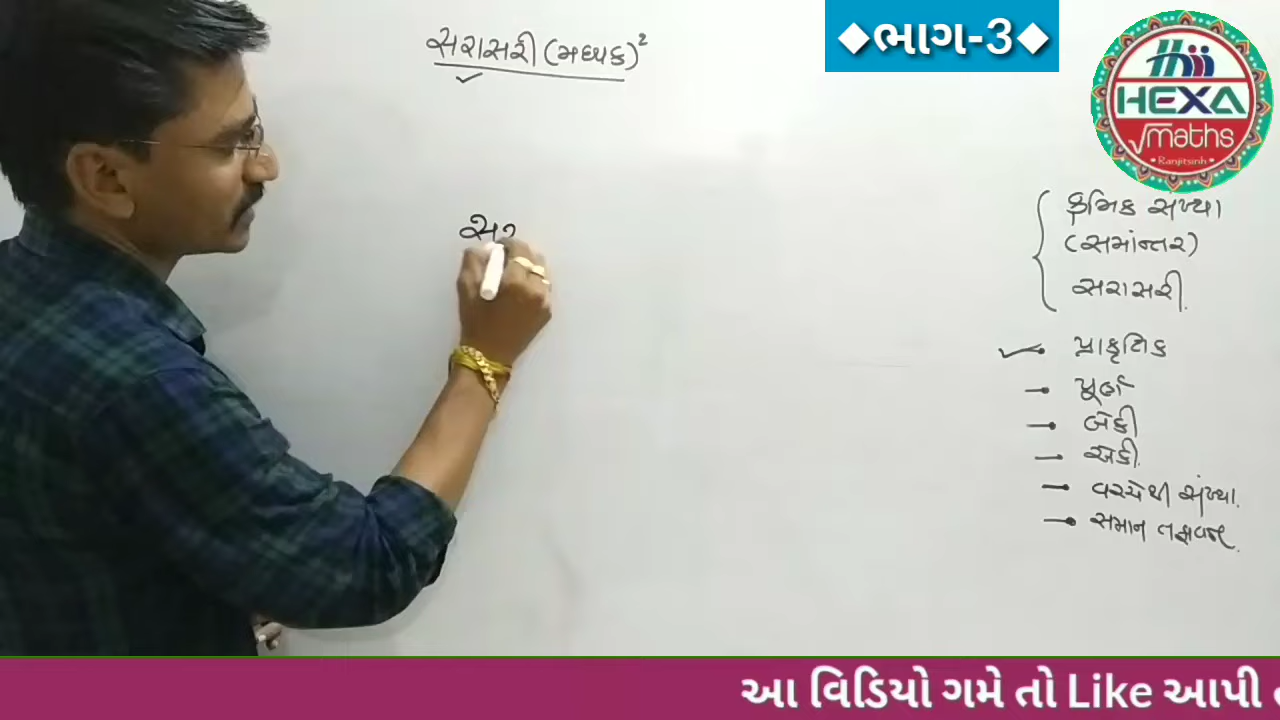 સરાસરી (મધ્યક)²
◆ભાગ-3◆
HEXA
√maths
Ranjitsinh
ક્રમિક સંખ્યા
(સમાંન્તર)
સરાસરી.
પ્રાકૃતિક
પૂર્ણ
બેકી
એકી.
વચ્ચેથી સંખ્યા.
સમાન તફાવત.
સર
આ વિડિયો ગમે તો Like આપી